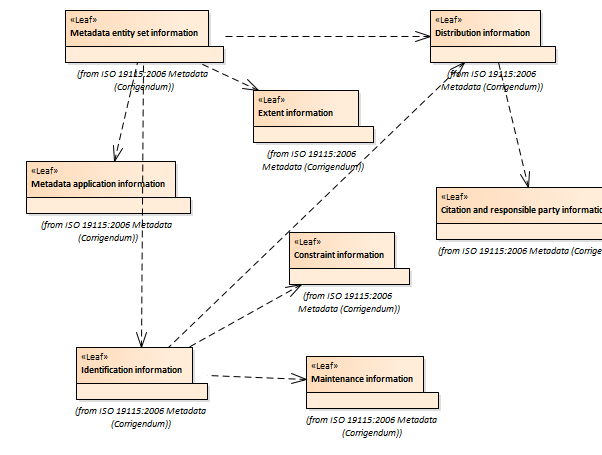 «Leaf»
Metadata entity set information
(from ISO 19115:2006 Metadata
(Corrigendum))
«Leaf»
Distribution information
(from ISO 19115:2006
Metadata (Corrigendum))
«Leaf»
Extent information
(from ISO 19115:2006
Metadata (Corrigendum))
«Leaf»
Metadata application information
(from ISO 19115:2006 Metadata
(Corrigendum))
«Leaf»
Citation and responsible party informatio
(from ISO 19115:2006 Metadata (Corrige
«Leaf»
Constraint information
(from ISO 19115:2006
Metadata (Corrigendum))
«Leaf»
Identification information
(from ISO 19115:2006 Metadata
(Corrigendum))
«Leaf»
Maintenance information
(from ISO 19115:2006 Metadata
(Corrigendum))